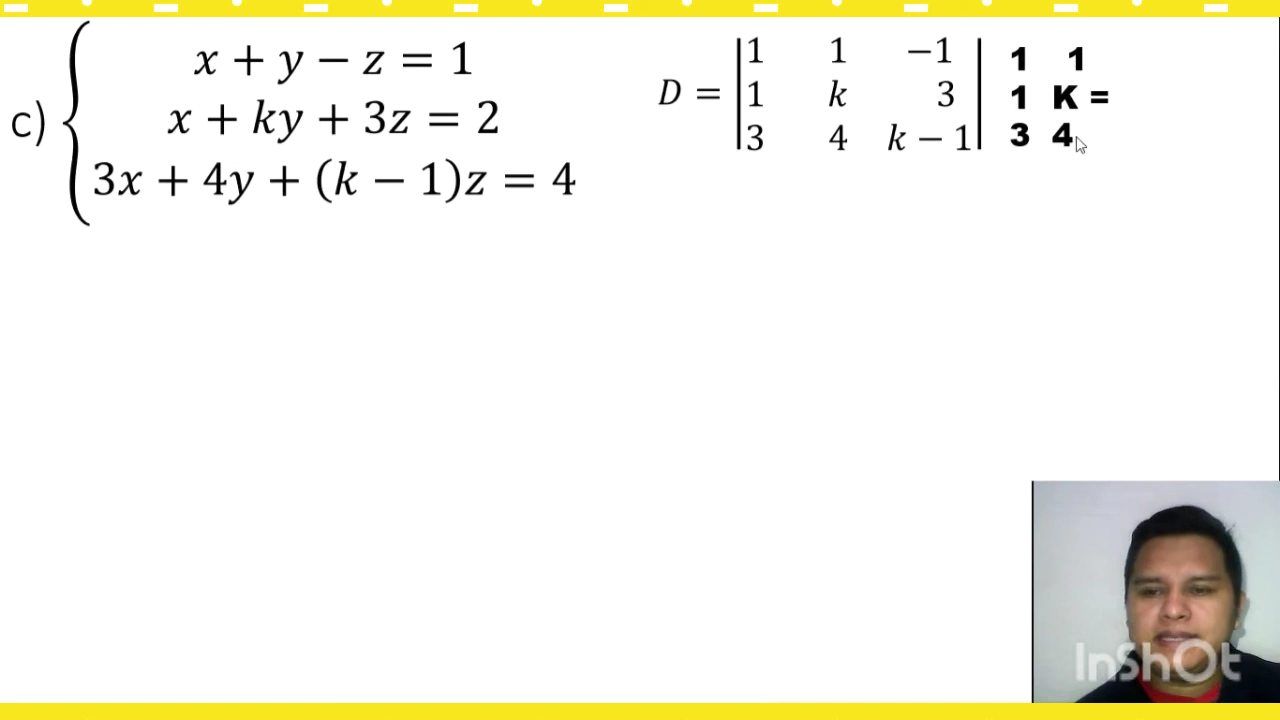 c)
x + y − z = 1
x + ky + 3z = 2
3x + 4y + (k − 1)z = 4
D = |1 1 −1| 1 1
|1 k 3| 1 K =
|3 4 k − 1| 3 4
InShOt